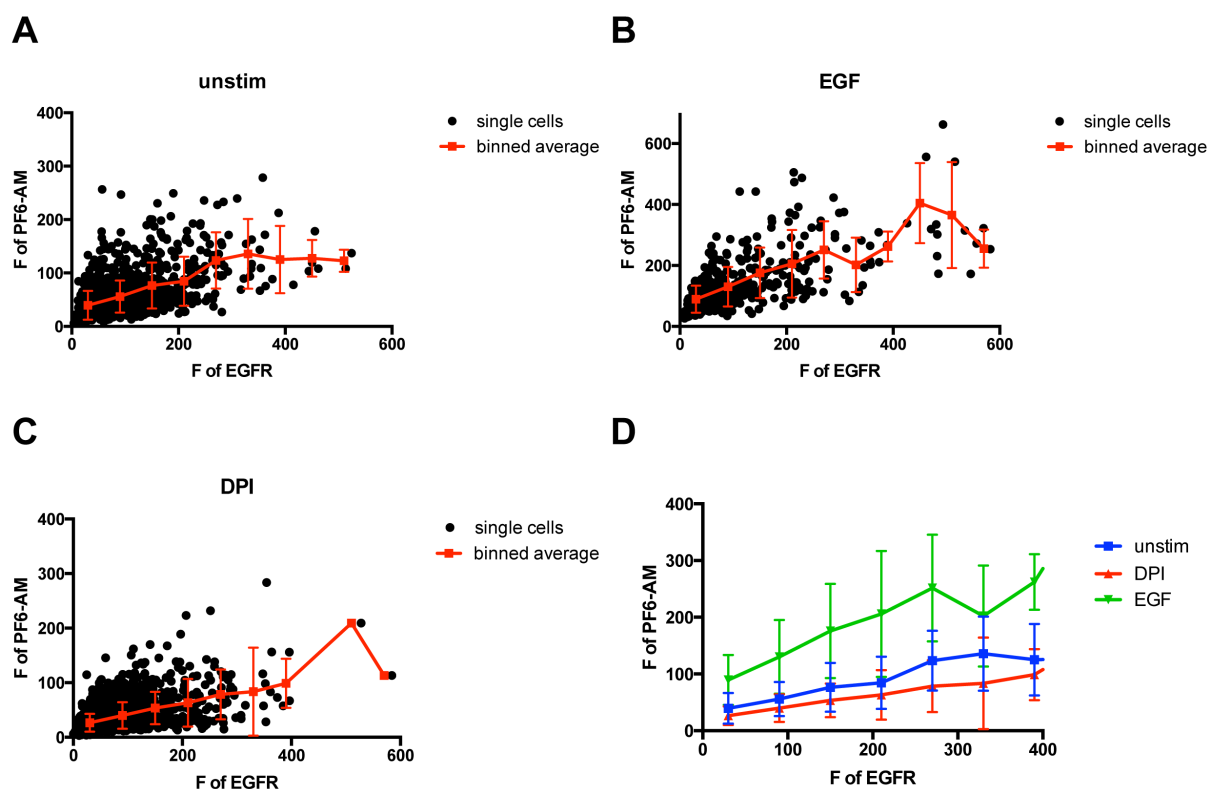 A
unstim
400
300
200
100
0
0
200
400
600
F of PF6-AM
F of EGFR
single cells
binned average
B
EGF
600
400
200
0
0
200
400
600
F of PF6-AM
F of EGFR
single cells
binned average
C
DPI
400
300
200
100
0
0
200
400
600
F of PF6-AM
F of EGFR
single cells
binned average
D
400
300
200
100
0
0
100
200
300
400
F of PF6-AM
F of EGFR
unstim
DPI
EGF